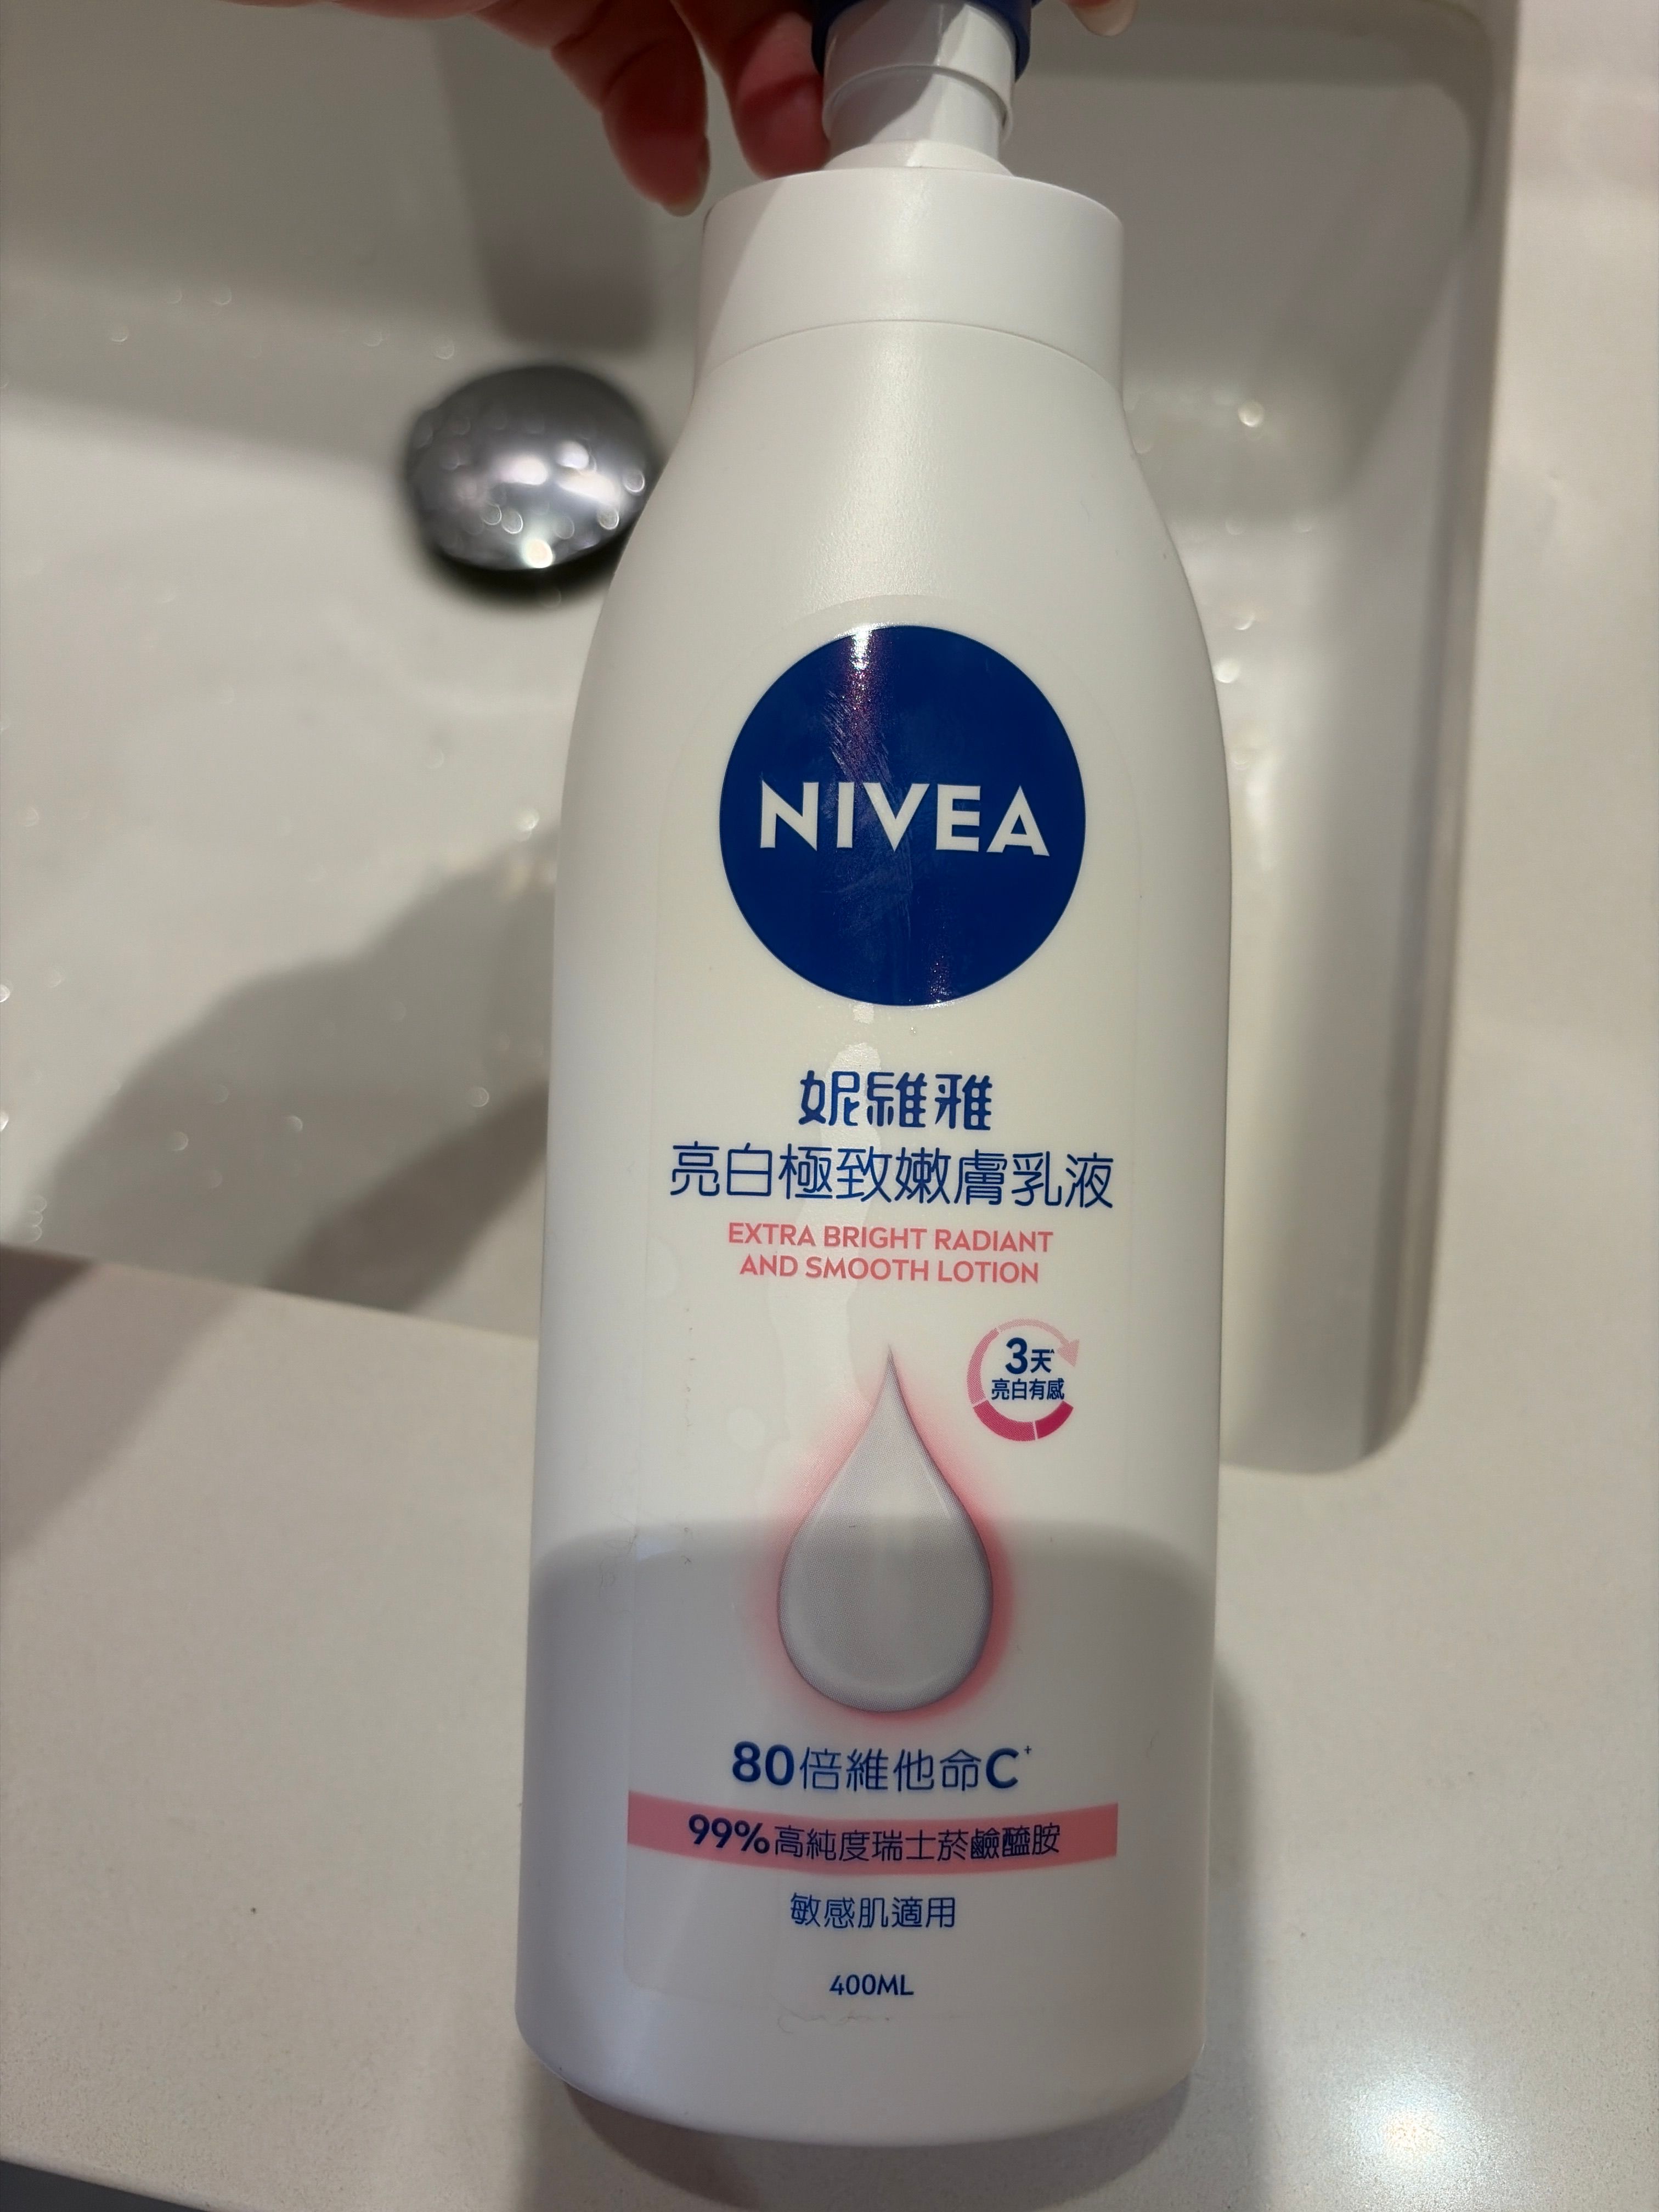 NIVEA
妮維雅
亮白極致嫩膚乳液
EXTRA BRIGHT RADIANT
AND SMOOTH LOTION
3天^
亮白有感
80倍維他命C+
99%高純度瑞士菸鹼醯胺
敏感肌適用
400ML